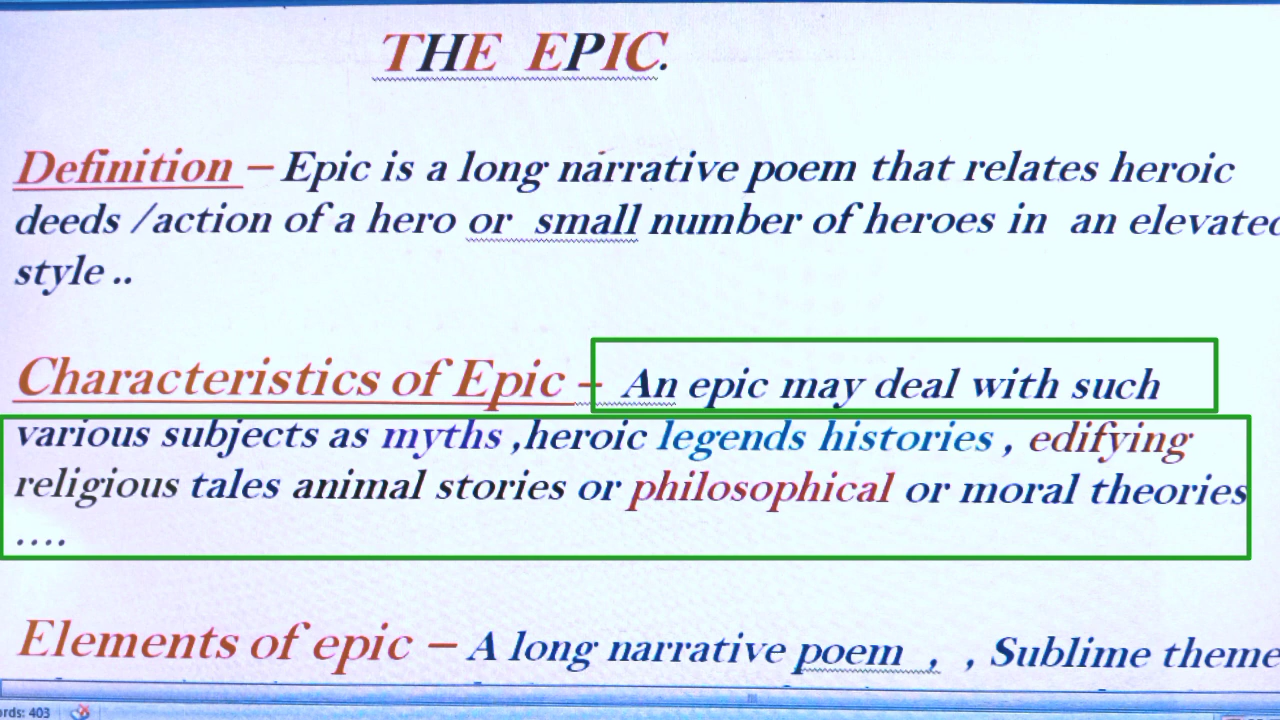 THE EPIC.
Definition – Epic is a long narrative poem that relates heroic
deeds /action of a hero or small number of heroes in an elevated
style ..
Characteristics of Epic – An epic may deal with such
various subjects as myths ,heroic legends histories , edifying
religious tales animal stories or philosophical or moral theories
....
Elements of epic – A long narrative poem , , Sublime theme
rds: 403